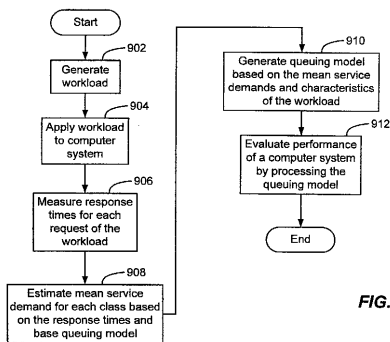 Start
902
Generate
workload
904
Apply workload
to computer
system
906
Measure response
times for each
request of the
workload
908
Estimate mean service
demand for each class based
on the response times and
base queuing model
910
Generate queuing model
based on the mean service
demands and characteristics
of the workload
912
Evaluate performance
of a computer system
by processing the
queuing model
End
FIG.